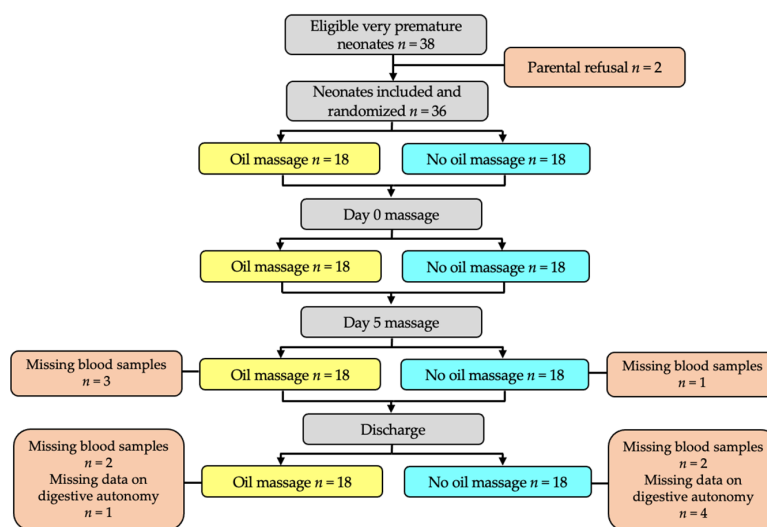 Eligible very premature
neonates n = 38
Parental refusal n = 2
Neonates included and
randomized n = 36
Oil massage n = 18
No oil massage n = 18
Day 0 massage
Oil massage n = 18
No oil massage n = 18
Day 5 massage
Missing blood samples
n = 3
Oil massage n = 18
No oil massage n = 18
Missing blood samples
n = 1
Discharge
Missing blood samples
n = 2
Missing data on
digestive autonomy
n = 1
Oil massage n = 18
No oil massage n = 18
Missing blood samples
n = 2
Missing data on
digestive autonomy
n = 4